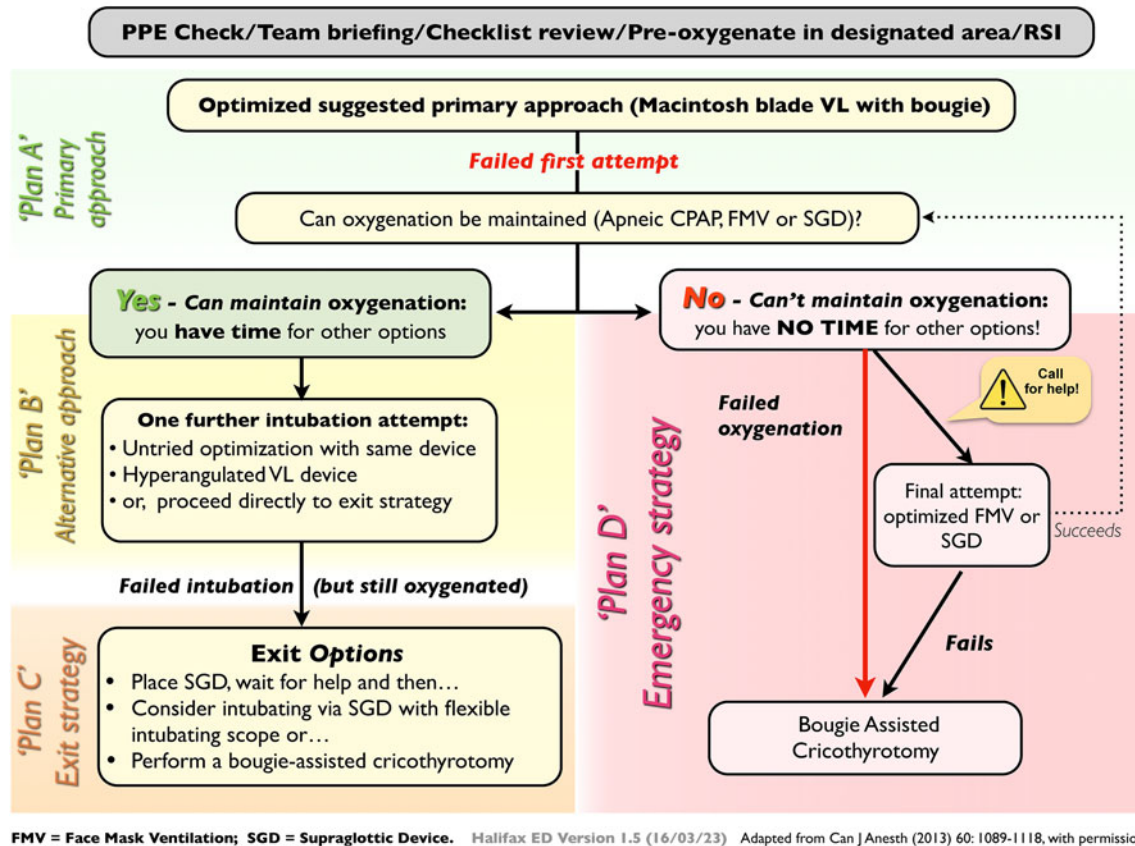 PPE Check/Team briefing/Checklist review/Pre-oxygenate in designated area/RSI
'Plan A'
Primary
approach
Optimized suggested primary approach (Macintosh blade VL with bougie)
Failed first attempt
Can oxygenation be maintained (Apneic CPAP, FMV or SGD)?
Yes - Can maintain oxygenation:
you have time for other options
No - Can't maintain oxygenation:
you have NO TIME for other options!
'Plan B'
Alternative approach
One further intubation attempt:
• Untried optimization with same device
• Hyperangulated VL device
• or, proceed directly to exit strategy
Failed intubation (but still oxygenated)
'Plan C'
Exit strategy
Exit Options
• Place SGD, wait for help and then…
• Consider intubating via SGD with flexible
intubating scope or…
• Perform a bougie-assisted cricothyrotomy
'Plan D'
Emergency strategy
Failed
oxygenation
Call
for help!
Final attempt:
optimized FMV or
SGD
Succeeds
Fails
Bougie Assisted
Cricothyrotomy
FMV = Face Mask Ventilation; SGD = Supraglottic Device. Halifax ED Version 1.5 (16/03/23) Adapted from Can J Anesth (2013) 60: 1089-1118, with permissio